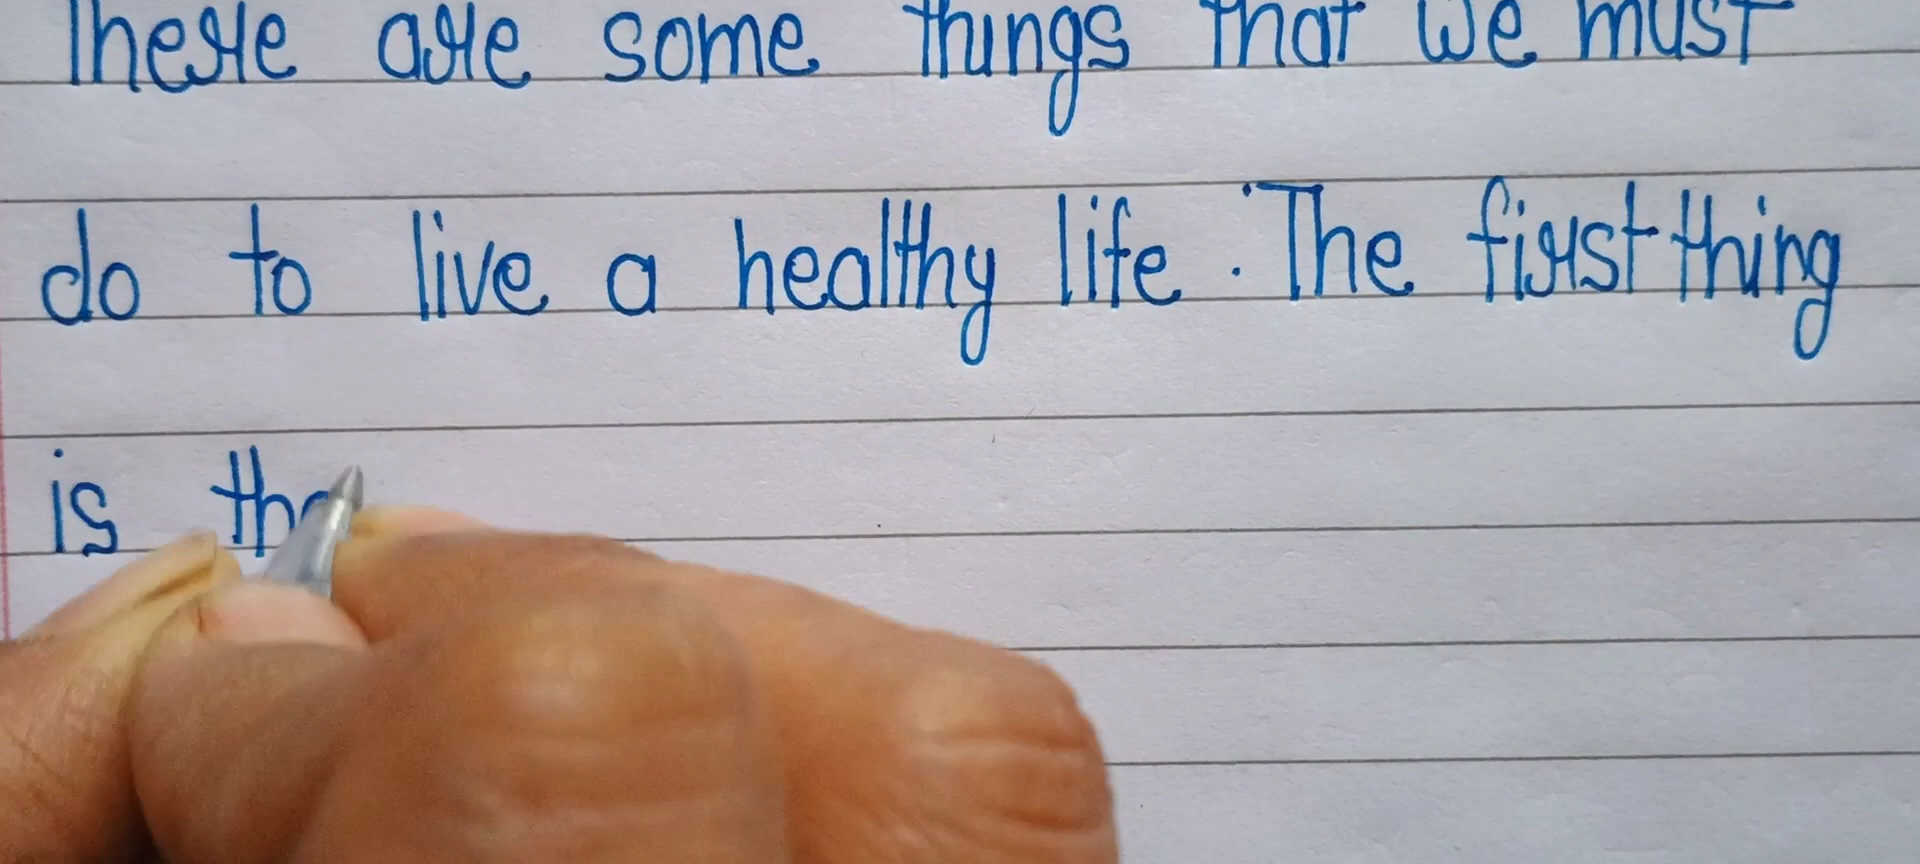 There are some things that we must
do to live a healthy life. The first thing
is